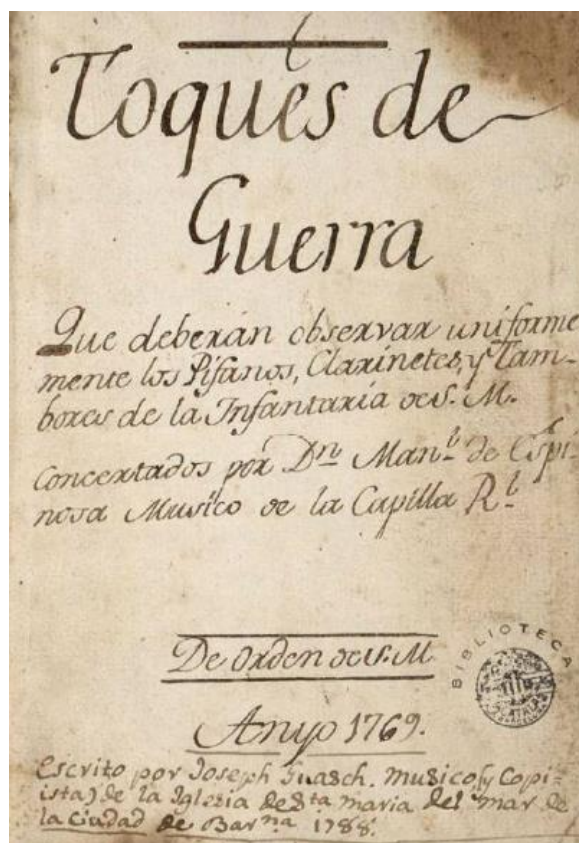 Toques de
Guerra
Que deberán observar uniforme
mente los Pifanos, Clarinetes, y Tam-
bores de la Infantaria de S. M.
Concertados por Dn. Manl. de Espi-
nosa Musico de la Capilla Rl.
De Orden de S. M.
Anyo 1769.
Escrito por Joseph Guasch. musico (y Copi=
ista) de la Iglesia de Sta maria del mar de
la Ciudad de Barna 1788.
BIBLIOTECA